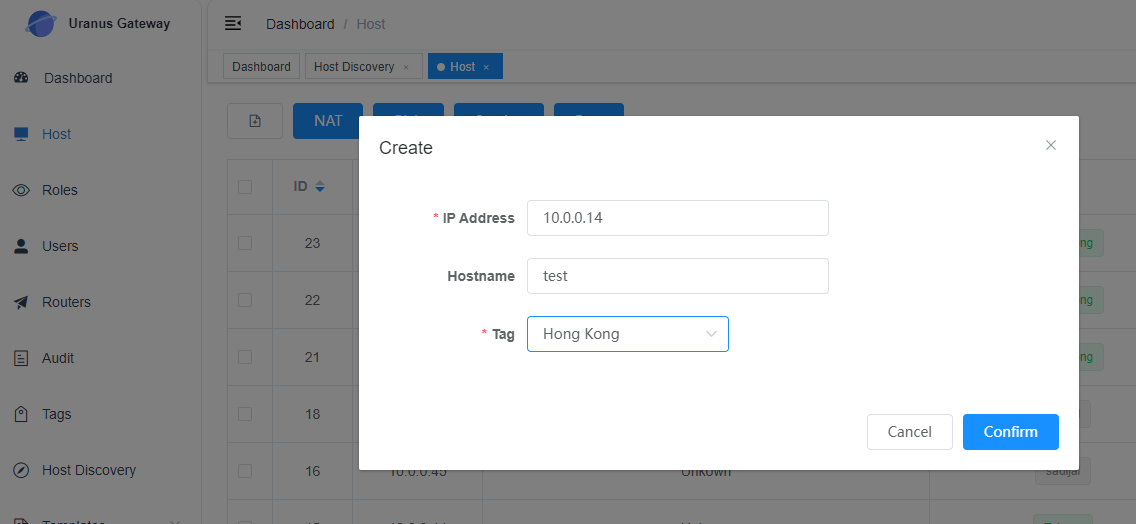 Uranus Gateway
Dashboard / Host
Dashboard
Host Discovery ×
Host ×
Dashboard
Host
Roles
Users
Routers
Audit
Tags
Host Discovery
NAT
ID
23
22
21
18
16
Create
* IP Address 10.0.0.14
Hostname test
* Tag Hong Kong
Cancel Confirm
10.0.0.45
Unkown